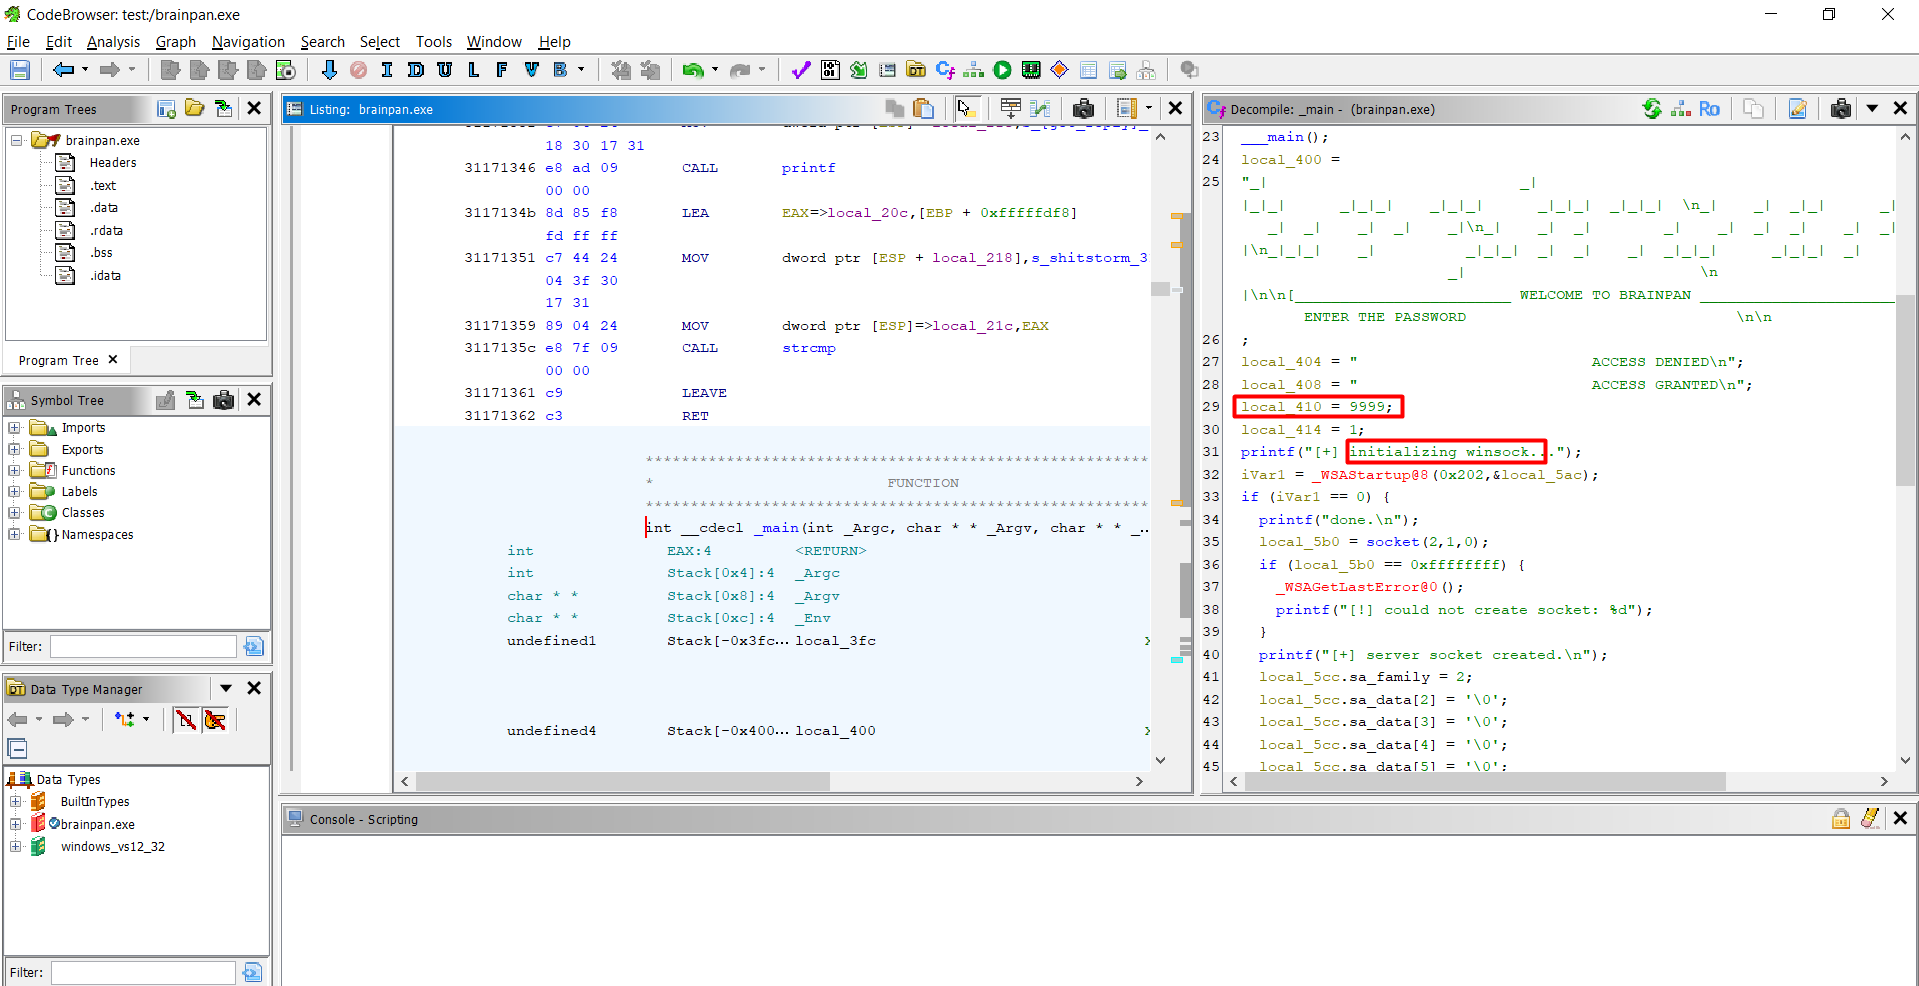 CodeBrowser: test:/brainpan.exe
File Edit Analysis Graph Navigation Search Select Tools Window Help
I D U L F V B
Program Trees
brainpan.exe
Headers
.text
.data
.rdata
.bss
.idata
Program Tree
Symbol Tree
Imports
Exports
Functions
Labels
Classes
Namespaces
Filter:
Data Type Manager
Data Types
BuiltInTypes
brainpan.exe
windows_vs12_32
Filter:
Listing: brainpan.exe
18 30 17 31
31171346 e8 ad 09 CALL printf
00 00
3117134b 8d 85 f8 LEA EAX=>local_20c,[EBP + 0xfffffdf8]
fd ff ff
31171351 c7 44 24 MOV dword ptr [ESP + local_218],s_shitstorm_3
04 3f 30
17 31
31171359 89 04 24 MOV dword ptr [ESP]=>local_21c,EAX
3117135c e8 7f 09 CALL strcmp
00 00
31171361 c9 LEAVE
31171362 c3 RET
* FUNCTION
int __cdecl _main(int _Argc, char * * _Argv, char * * _..
int EAX:4 <RETURN>
int Stack[0x4]:4 _Argc
char * * Stack[0x8]:4 _Argv
char * * Stack[0xc]:4 _Env
undefined1 Stack[-0x3fc... local_3fc
undefined4 Stack[-0x400... local_400
Decompile: _main - (brainpan.exe)
23 ___main();
24 local_400 =
25
|\n\n[________________________ WELCOME TO BRAINPAN ______________________
ENTER THE PASSWORD \n\n
26 ;
27 local_404 = " ACCESS DENIED\n";
28 local_408 = " ACCESS GRANTED\n";
29 local_410 = 9999;
30 local_414 = 1;
31 printf("[+] initializing winsock...");
32 iVar1 = _WSAStartup@8(0x202,&local_5ac);
33 if (iVar1 == 0) {
34 printf("done.\n");
35 local_5b0 = socket(2,1,0);
36 if (local_5b0 == 0xffffffff) {
37 _WSAGetLastError@0();
38 printf("[!] could not create socket: %d");
39 }
40 printf("[+] server socket created.\n");
41 local_5cc.sa_family = 2;
42 local_5cc.sa_data[2] = '\0';
43 local_5cc.sa_data[3] = '\0';
44 local_5cc.sa_data[4] = '\0';
45 local_5cc.sa_data[5] = '\0';
Console - Scripting